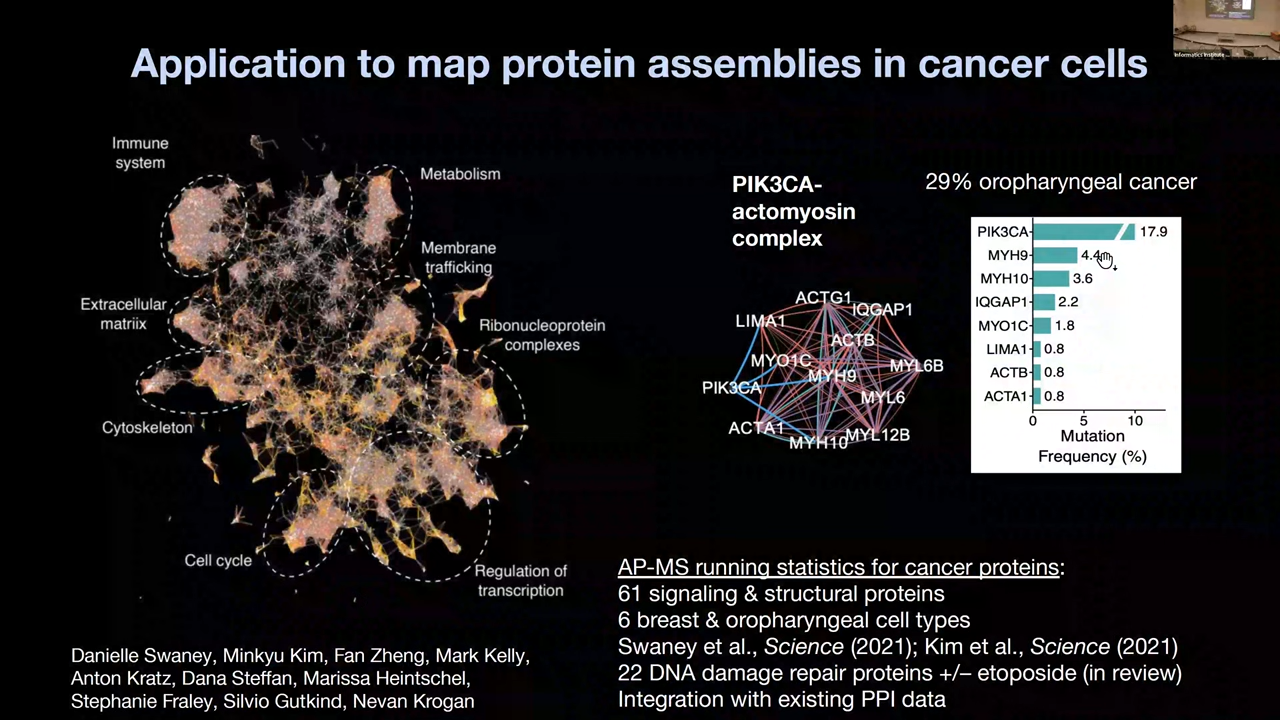 Application to map protein assemblies in cancer cells
Informatics Institute
Immune
system
Metabolism
Membrane
trafficking
Extracellular
matriix
Ribonucleoprotein
complexes
Cytoskeleton
Cell cycle
Regulation of
transcription
PIK3CA-
actomyosin
complex
ACTG1
IQGAP1
LIMA1
ACTB
MYO1C
MYL6B
MYH9
PIK3CA
MYL6
ACTA1
MYH10
MYL12B
29% oropharyngeal cancer
PIK3CA 17.9
MYH9 4.4
MYH10 3.6
IQGAP1 2.2
MYO1C 1.8
LIMA1 0.8
ACTB 0.8
ACTA1 0.8
0 5 10
Mutation
Frequency (%)
AP-MS running statistics for cancer proteins:
61 signaling & structural proteins
6 breast & oropharyngeal cell types
Swaney et al., Science (2021); Kim et al., Science (2021)
22 DNA damage repair proteins +/– etoposide (in review)
Integration with existing PPI data
Danielle Swaney, Minkyu Kim, Fan Zheng, Mark Kelly,
Anton Kratz, Dana Steffan, Marissa Heintschel,
Stephanie Fraley, Silvio Gutkind, Nevan Krogan